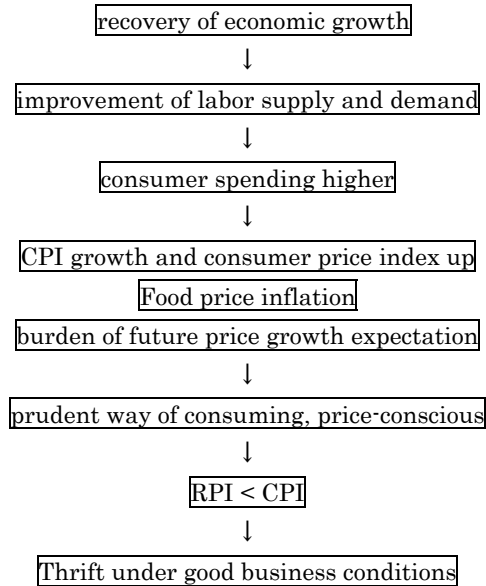 recovery of economic growth
↓
improvement of labor supply and demand
↓
consumer spending higher
↓
CPI growth and consumer price index up
Food price inflation
burden of future price growth expectation
↓
prudent way of consuming, price-conscious
↓
RPI < CPI
↓
Thrift under good business conditions